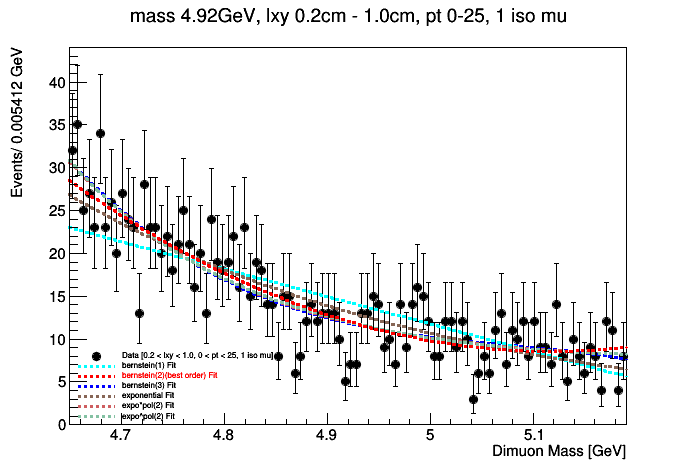 mass 4.92GeV, lxy 0.2cm - 1.0cm, pt 0-25, 1 iso mu
Events/ 0.005412 GeV
40
35
30
25
20
15
10
5
0
Data [0.2 < lxy < 1.0, 0 < pt < 25, 1 iso mu]
bernstein(1) Fit
bernstein(2)(best order) Fit
bernstein(3) Fit
exponential Fit
expo*pol(2) Fit
expo*pol(2) Fit
4.7 4.8 4.9 5 5.1
Dimuon Mass [GeV]